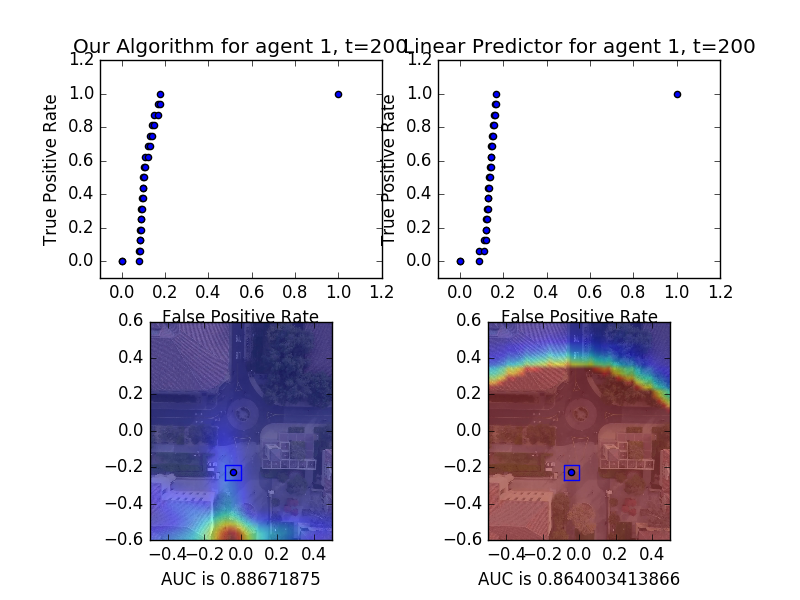 Our Algorithm for agent 1, t=200
Linear Predictor for agent 1, t=200
1.2
1.0
0.8
0.6
0.4
0.2
0.0
True Positive Rate
0.0 0.2 0.4 0.6 0.8 1.0 1.2
False Positive Rate
1.2
1.0
0.8
0.6
0.4
0.2
0.0
True Positive Rate
0.0 0.2 0.4 0.6 0.8 1.0 1.2
False Positive Rate
0.6
0.4
0.2
0.0
−0.2
−0.4
−0.6
−0.4 −0.2 0.0 0.2 0.4
AUC is 0.88671875
0.6
0.4
0.2
0.0
−0.2
−0.4
−0.6
−0.4 −0.2 0.0 0.2 0.4
AUC is 0.864003413866